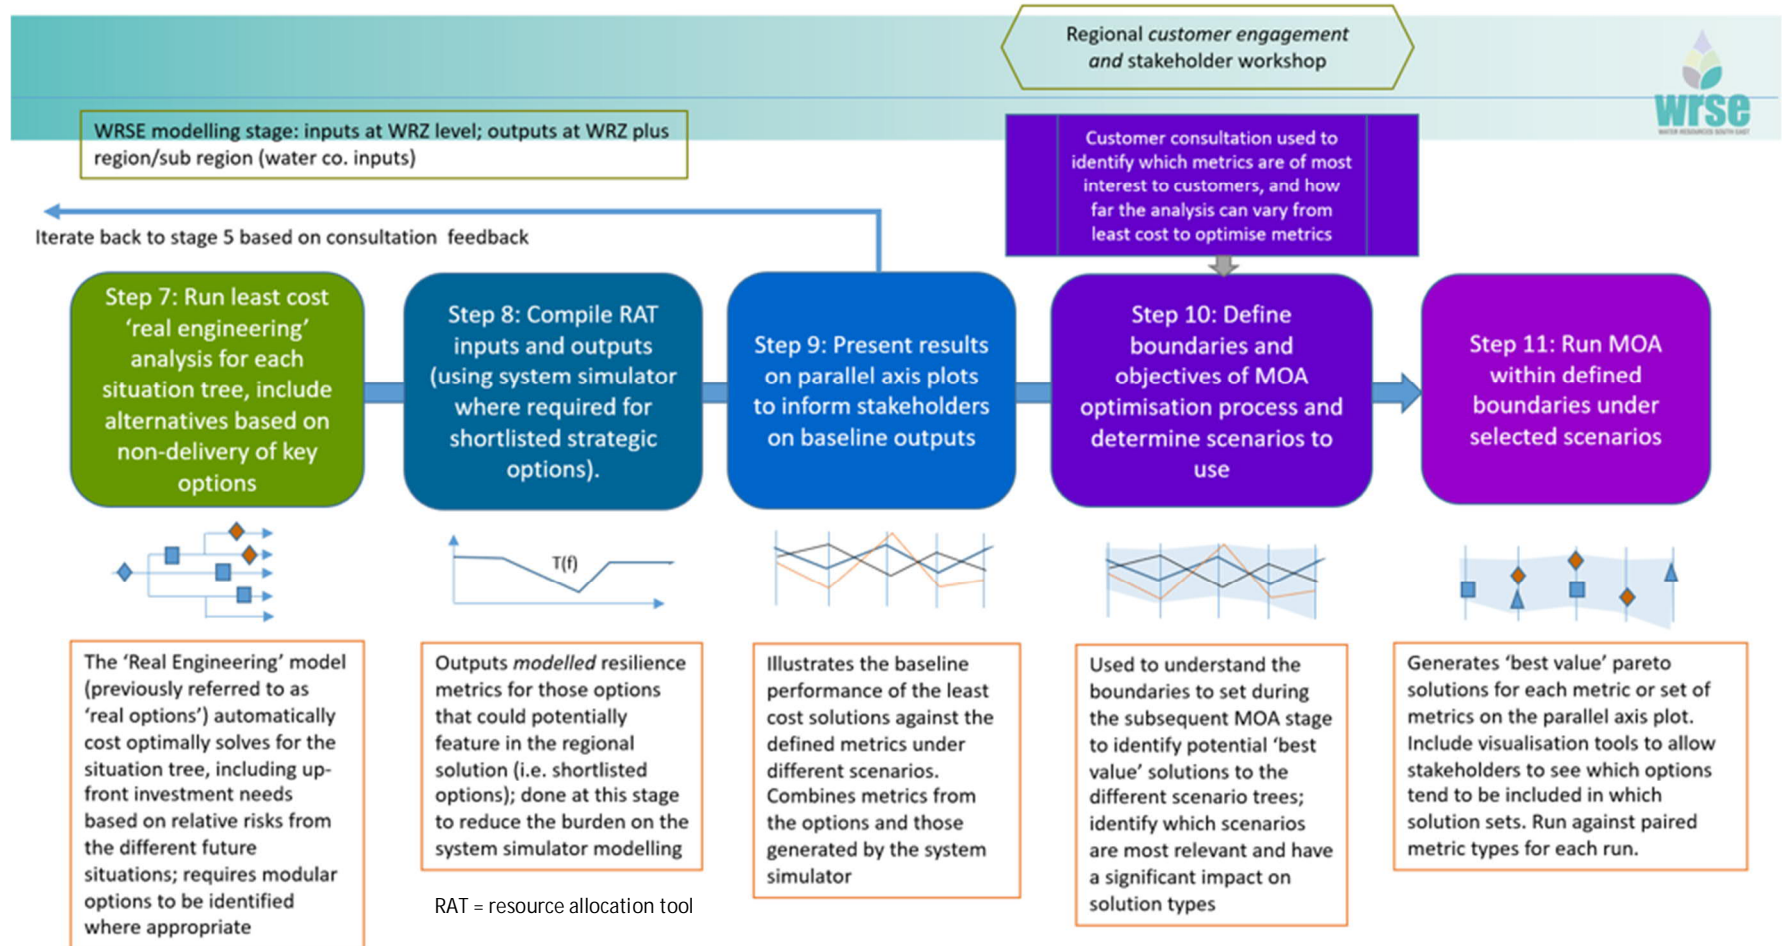 Regional customer engagement
and stakeholder workshop
wrse
WATER RESOURCES SOUTH EAST
WRSE modelling stage: inputs at WRZ level; outputs at WRZ plus
region/sub region (water co. inputs)
Customer consultation used to
identify which metrics are of most
interest to customers, and how
far the analysis can vary from
least cost to optimise metrics
Iterate back to stage 5 based on consultation feedback
Step 7: Run least cost
‘real engineering’
analysis for each
situation tree, include
alternatives based on
non-delivery of key
options
Step 8: Compile RAT
inputs and outputs
(using system simulator
where required for
shortlisted strategic
options).
Step 9: Present results
on parallel axis plots
to inform stakeholders
on baseline outputs
Step 10: Define
boundaries and
objectives of MOA
optimisation process and
determine scenarios to
use
Step 11: Run MOA
within defined
boundaries under
selected scenarios
T(f)
The ‘Real Engineering’ model
(previously referred to as
‘real options’) automatically
cost optimally solves for the
situation tree, including up-
front investment needs
based on relative risks from
the different future
situations; requires modular
options to be identified
where appropriate
Outputs modelled resilience
metrics for those options
that could potentially
feature in the regional
solution (i.e. shortlisted
options); done at this stage
to reduce the burden on the
system simulator modelling
RAT = resource allocation tool
Illustrates the baseline
performance of the least
cost solutions against the
defined metrics under
different scenarios.
Combines metrics from
the options and those
generated by the system
simulator
Used to understand the
boundaries to set during
the subsequent MOA stage
to identify potential ‘best
value’ solutions to the
different scenario trees;
identify which scenarios
are most relevant and have
a significant impact on
solution types
Generates ‘best value’ pareto
solutions for each metric or set of
metrics on the parallel axis plot.
Include visualisation tools to allow
stakeholders to see which options
tend to be included in which
solution sets. Run against paired
metric types for each run.